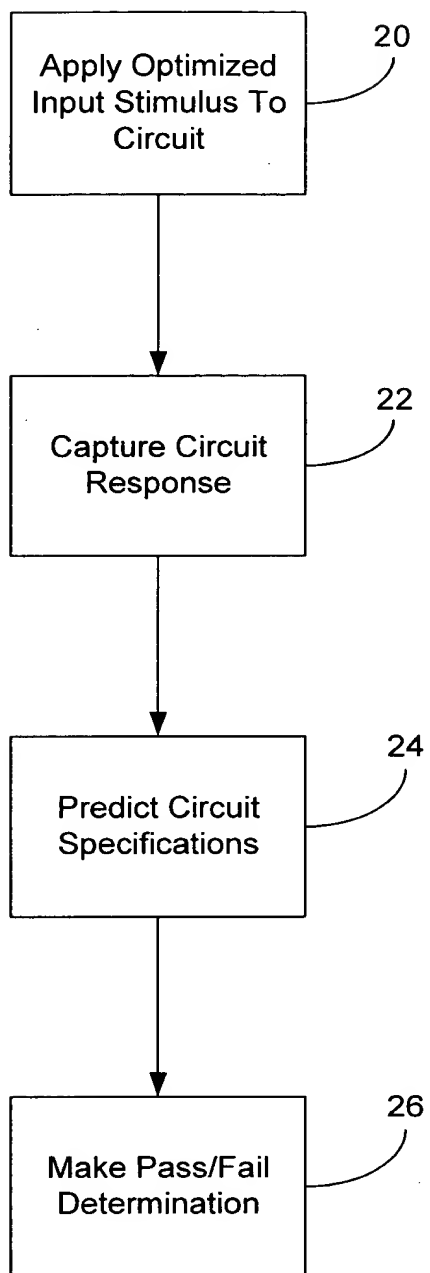 Apply Optimized
Input Stimulus To
Circuit
20
Capture Circuit
Response
22
Predict Circuit
Specifications
24
Make Pass/Fail
Determination
26